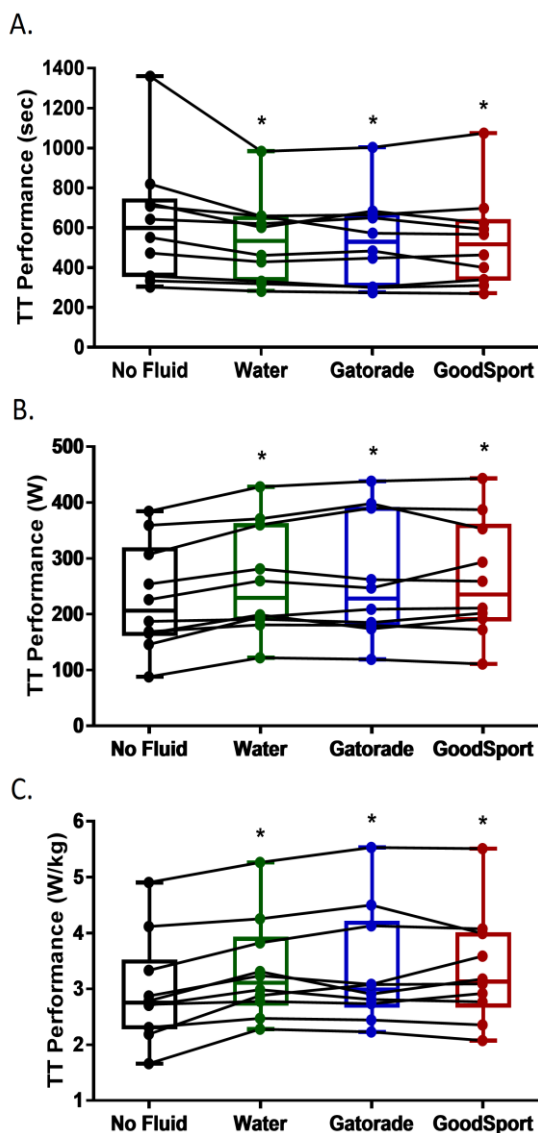 A.
TT Performance (sec)
1400
1200
1000
800
600
400
200
0
* * *
No Fluid Water Gatorade GoodSport
B.
TT Performance (W)
500
400
300
200
100
0
* * *
No Fluid Water Gatorade GoodSport
C.
TT Performance (W/kg)
6
5
4
3
2
1
* * *
No Fluid Water Gatorade GoodSport